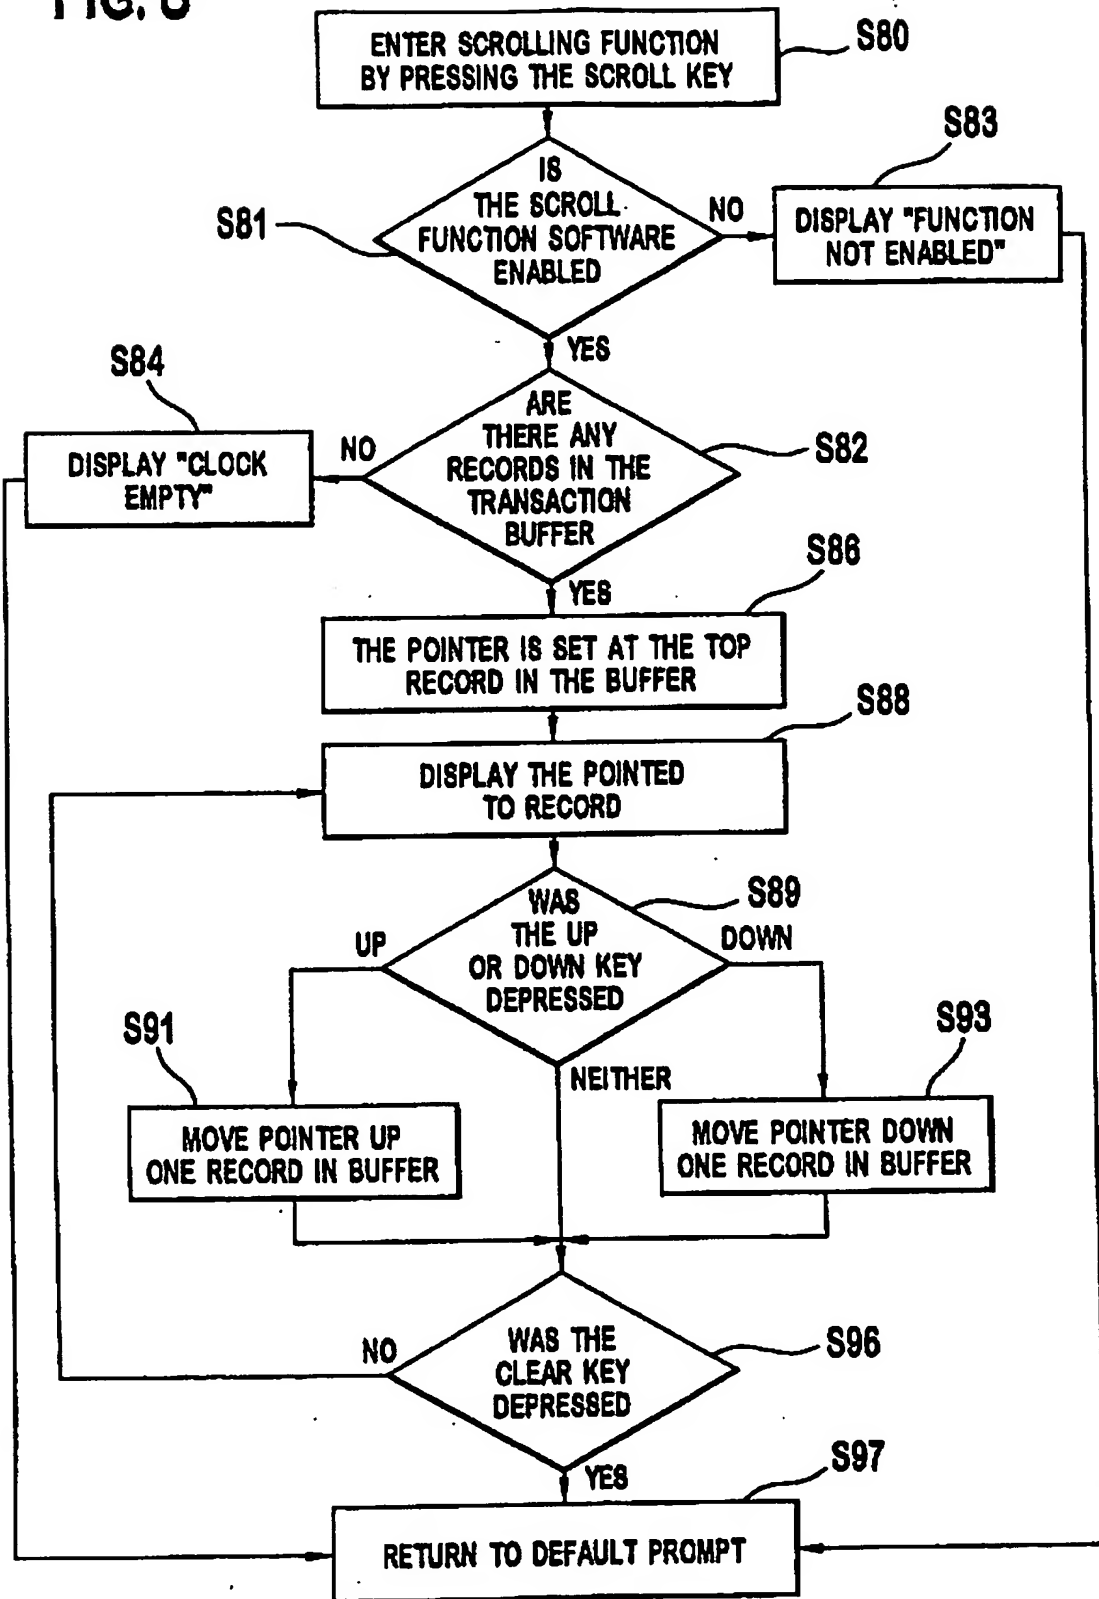 FIG.
ENTER SCROLLING FUNCTION
BY PRESSING THE SCROLL KEY
S80
IS
THE SCROLL
FUNCTION SOFTWARE
ENABLED
S81
NO
S83
DISPLAY "FUNCTION
NOT ENABLED"
YES
S84
DISPLAY "CLOCK
EMPTY"
NO
ARE
THERE ANY
RECORDS IN THE
TRANSACTION
BUFFER
S82
YES
S86
THE POINTER IS SET AT THE TOP
RECORD IN THE BUFFER
S88
DISPLAY THE POINTED
TO RECORD
WAS
THE UP
OR DOWN KEY
DEPRESSED
S89
UP
DOWN
NEITHER
S91
MOVE POINTER UP
ONE RECORD IN BUFFER
S93
MOVE POINTER DOWN
ONE RECORD IN BUFFER
NO
WAS THE
CLEAR KEY
DEPRESSED
S96
YES
S97
RETURN TO DEFAULT PROMPT